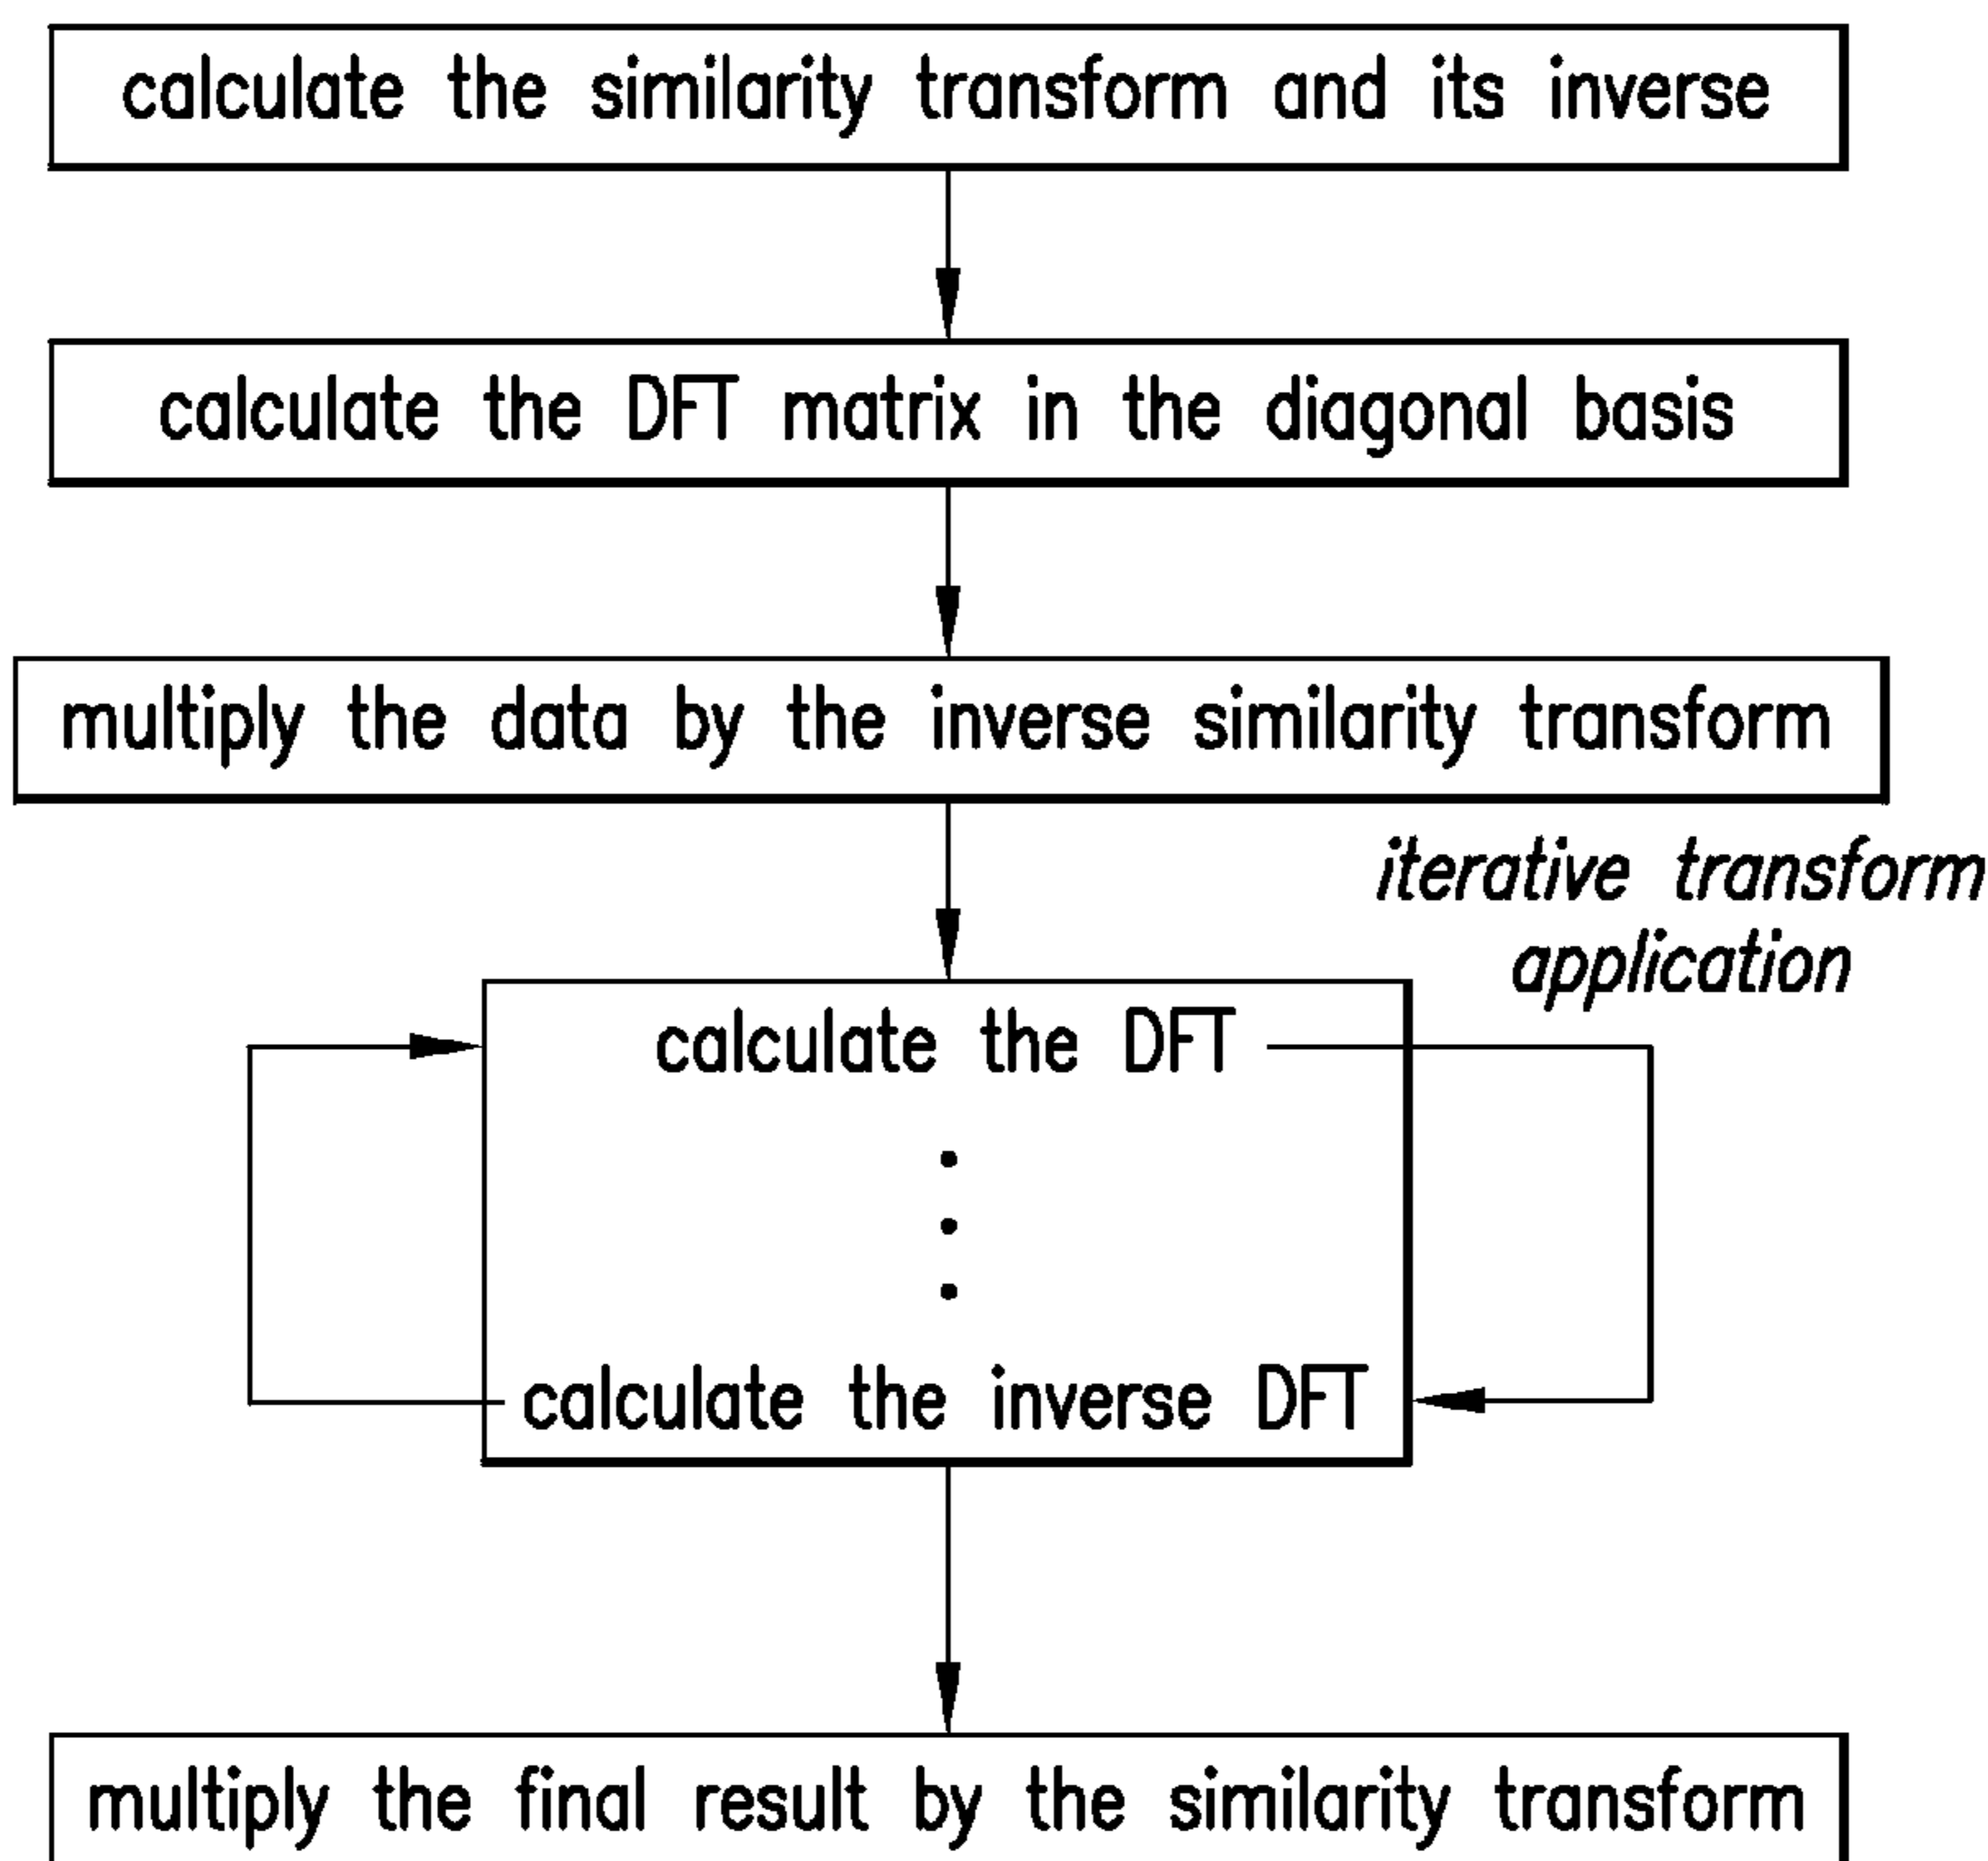 calculate the similarity transform and its inverse
calculate the DFT matrix in the diagonal basis
multiply the data by the inverse similarity transform
iterative transform
application
calculate the DFT
calculate the inverse DFT
multiply the final result by the similarity transform